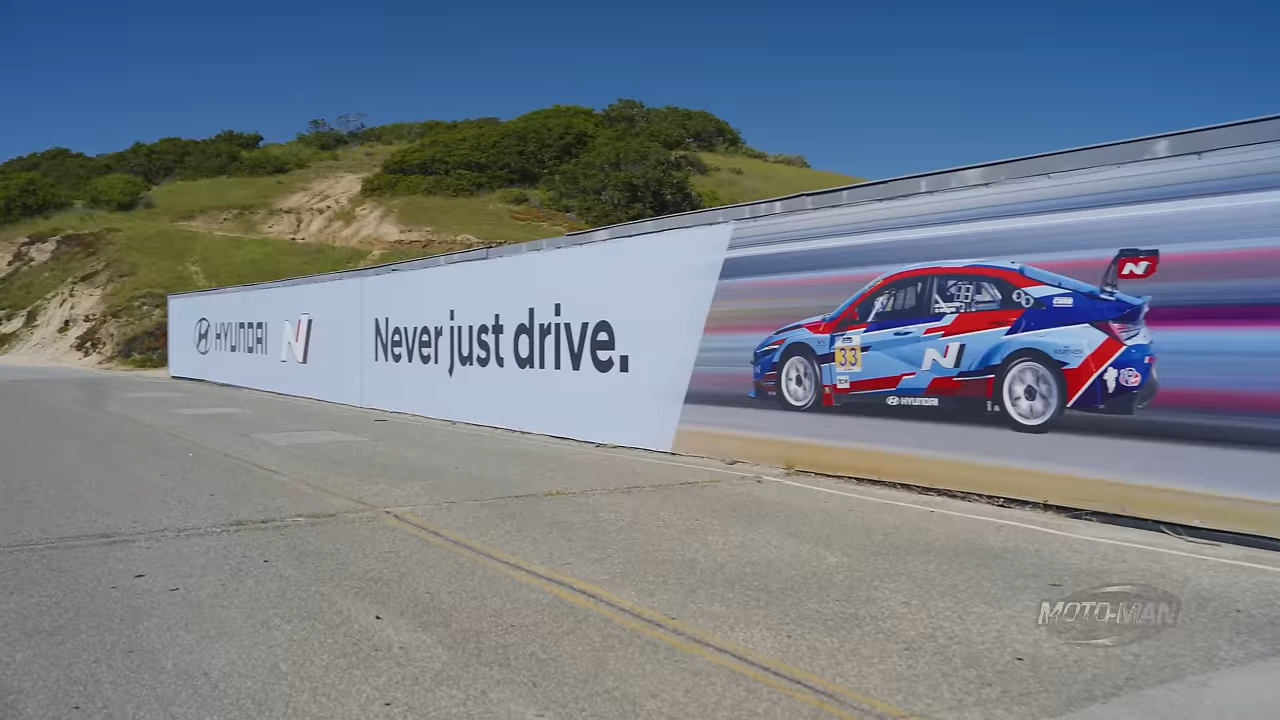 HYUNDAI N
Never just drive.
N
33
N
HYUNDAI
MOTO-MAN